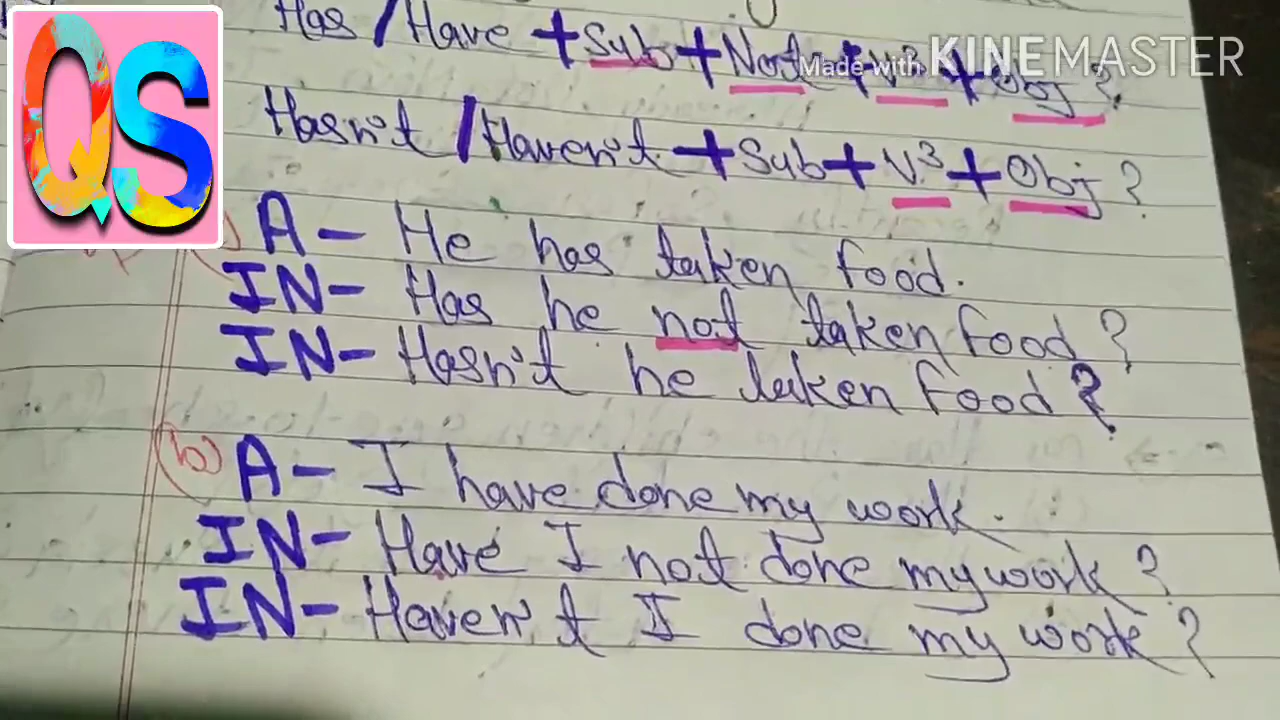 QS
Has / Have + Sub + Not + V3 + Obj ?
Made with KINEMASTER
Hasn't / Haven't + Sub + V3 + Obj ?
A - He has taken food.
IN - Has he not taken food ?
IN - Hasn't he taken food ?
(b) A - I have done my work.
IN - Have I not done my work ?
IN - Haven't I done my work ?